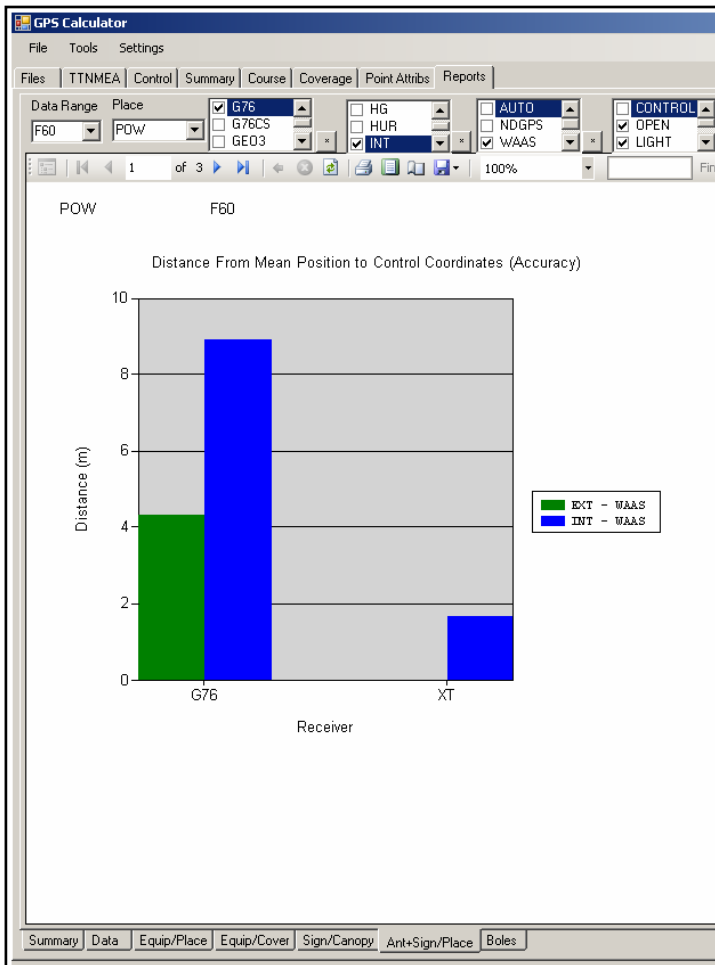 GPS Calculator
File Tools Settings
Files TTNMEA Control Summary Course Coverage Point Attribs Reports
Data Range Place
F60 POW
G76
G76CS
GEO3
*
HG
HUR
INT
*
AUTO
NDGPS
WAAS
*
CONTROL
OPEN
LIGHT
1 of 3 100% Fin
POW F60
Distance From Mean Position to Control Coordinates (Accuracy)
10
8
6
4
2
0
Distance (m)
G76 XT
Receiver
EXT - WAAS
INT - WAAS
Summary Data Equip/Place Equip/Cover Sign/Canopy Ant+Sign/Place Boles